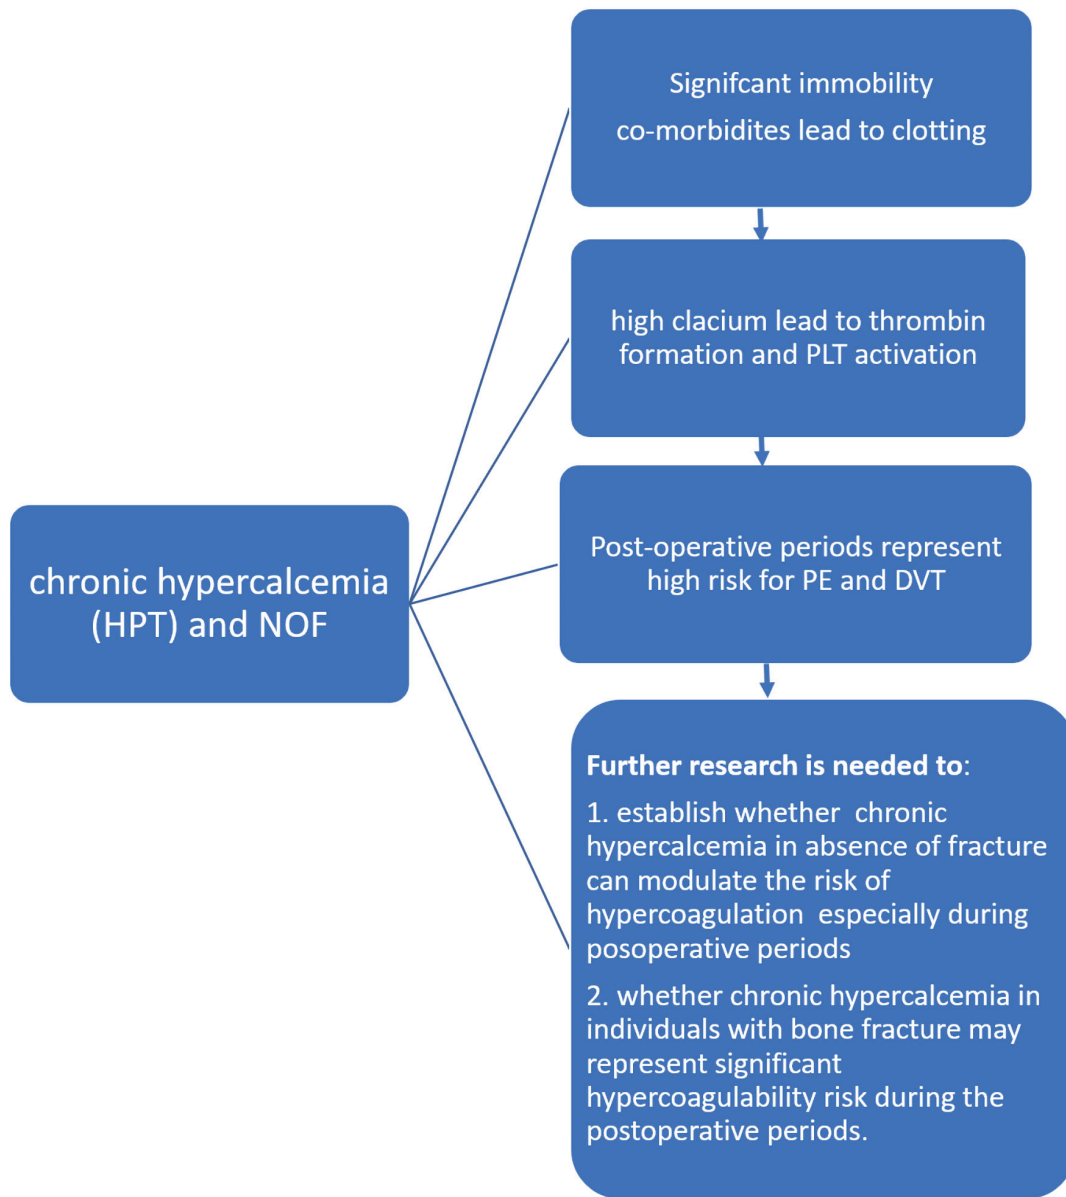 Signifcant immobility
co-morbidites lead to clotting
high clacium lead to thrombin
formation and PLT activation
Post-operative periods represent
high risk for PE and DVT
chronic hypercalcemia
(HPT) and NOF
Further research is needed to:
1. establish whether  chronic
hypercalcemia in absence of fracture
can modulate the risk of
hypercoagulation  especially during
posoperative periods
2. whether chronic hypercalcemia in
individuals with bone fracture may
represent significant
hypercoagulability risk during the
postoperative periods.